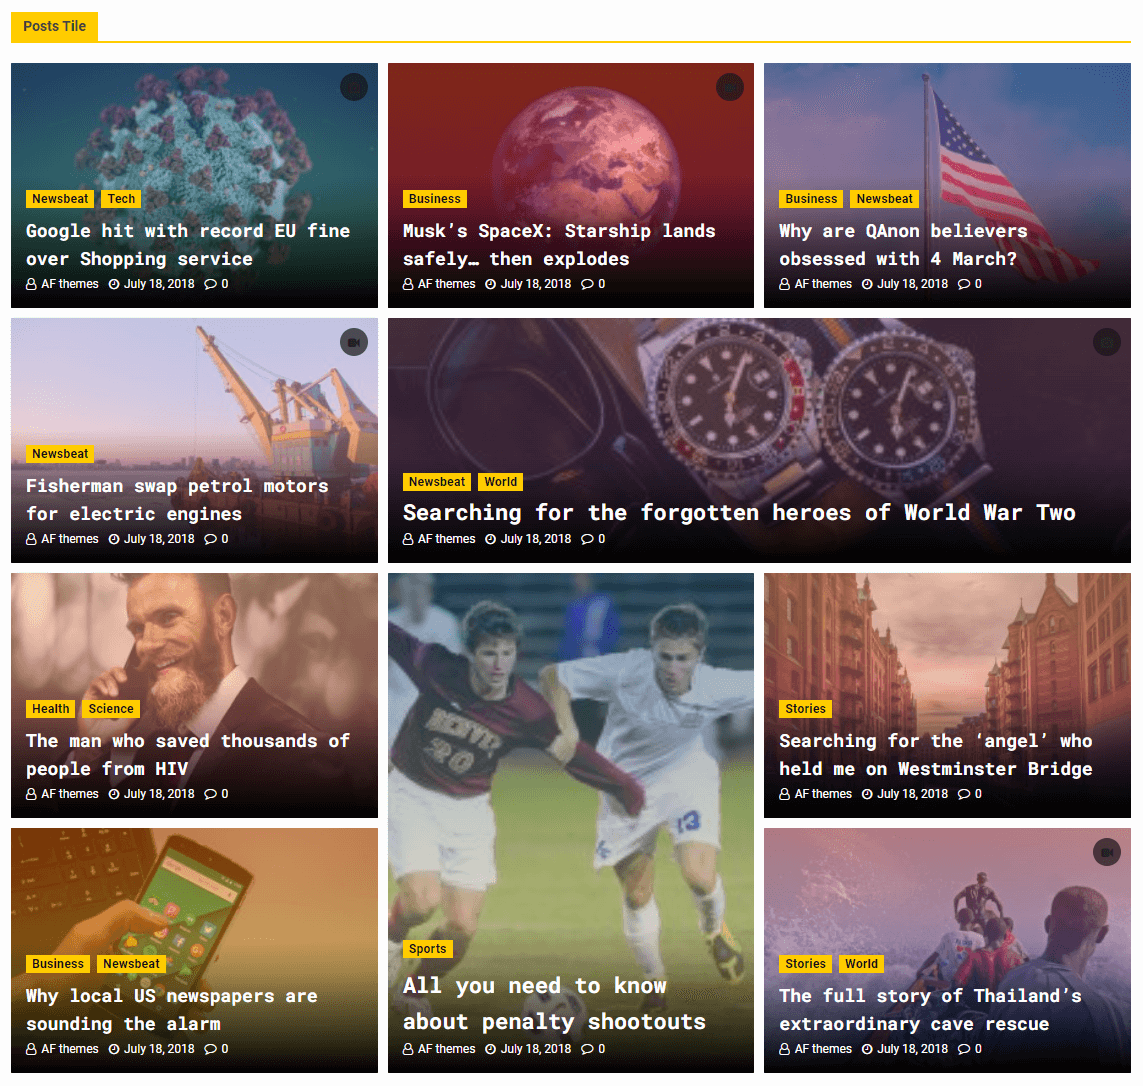 Posts Tile
Newsbeat Tech
Google hit with record EU fine
over Shopping service
AF themes July 18, 2018 0
Business
Musk’s SpaceX: Starship lands
safely… then explodes
AF themes July 18, 2018 0
Business Newsbeat
Why are QAnon believers
obsessed with 4 March?
AF themes July 18, 2018 0
Newsbeat
Fisherman swap petrol motors
for electric engines
AF themes July 18, 2018 0
Newsbeat World
Searching for the forgotten heroes of World War Two
AF themes July 18, 2018 0
Health Science
The man who saved thousands of
people from HIV
AF themes July 18, 2018 0
20
13
Sports
All you need to know
about penalty shootouts
AF themes July 18, 2018 0
Stories
Searching for the ‘angel’ who
held me on Westminster Bridge
AF themes July 18, 2018 0
Business Newsbeat
Why local US newspapers are
sounding the alarm
AF themes July 18, 2018 0
Stories World
The full story of Thailand’s
extraordinary cave rescue
AF themes July 18, 2018 0